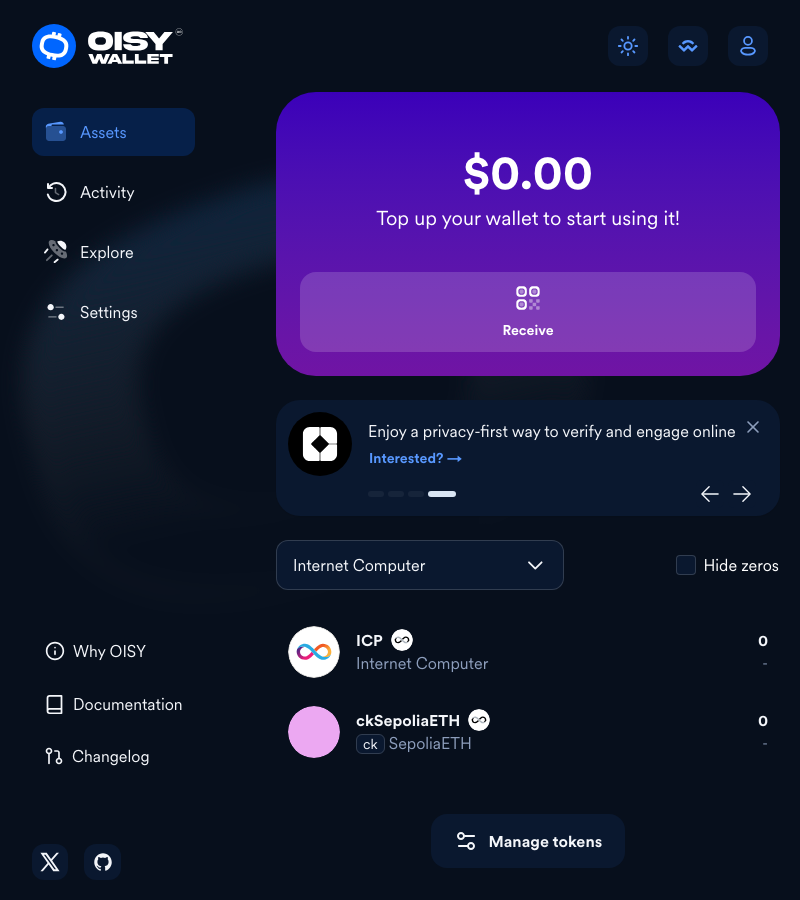 OISY
WALLET
Assets
Activity
Explore
Settings
$0.00
Top up your wallet to start using it!
Receive
Enjoy a privacy-first way to verify and engage online
Interested? →
Internet Computer
Hide zeros
ICP
0
Internet Computer
-
ckSepoliaETH
0
ck SepoliaETH
-
Manage tokens
Why OISY
Documentation
Changelog